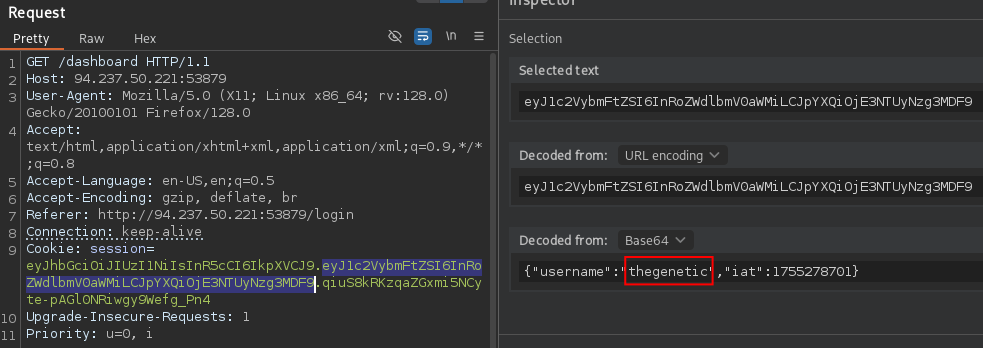 Request
Pretty Raw Hex
\n
1 GET /dashboard HTTP/1.1
2 Host: 94.237.50.221:53879
3 User-Agent: Mozilla/5.0 (X11; Linux x86_64; rv:128.0)
Gecko/20100101 Firefox/128.0
4 Accept:
text/html,application/xhtml+xml,application/xml;q=0.9,*/*
;q=0.8
5 Accept-Language: en-US,en;q=0.5
6 Accept-Encoding: gzip, deflate, br
7 Referer: http://94.237.50.221:53879/login
8 Connection: keep-alive
9 Cookie: session=
eyJhbGciOiJIUzI1NiIsInR5cCI6IkpXVCJ9.eyJ1c2VybmFtZSI6InRo
ZWdlbmV0aWMiLCJpYXQiOjE3NTUyNzg3MDF9.qiuS8kRKzqaZGxmi5NCy
te-pAGlONRiwgy9Wefg_Pn4
10 Upgrade-Insecure-Requests: 1
11 Priority: u=0, i
Inspector
Selection
Selected text
eyJ1c2VybmFtZSI6InRoZWdlbmV0aWMiLCJpYXQiOjE3NTUyNzg3MDF9
Decoded from: URL encoding
eyJ1c2VybmFtZSI6InRoZWdlbmV0aWMiLCJpYXQiOjE3NTUyNzg3MDF9
Decoded from: Base64
{"username":"thegenetic","iat":1755278701}